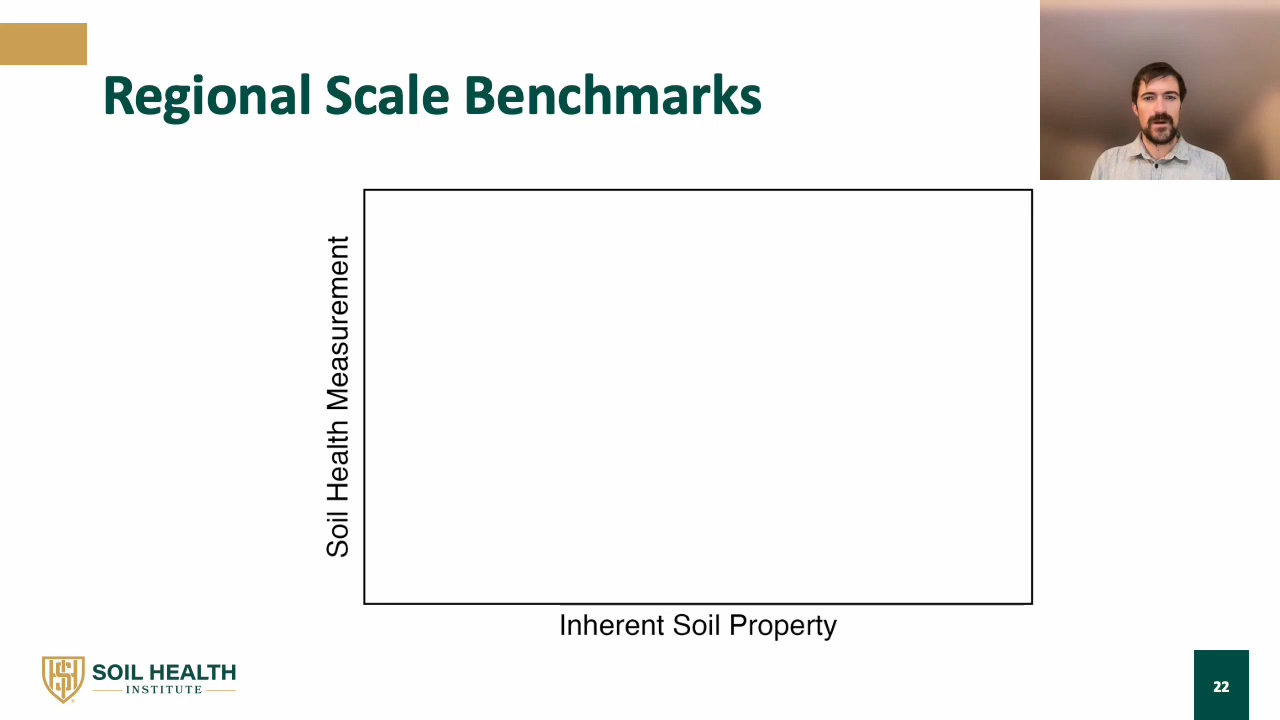 Regional Scale Benchmarks
Soil Health Measurement
Inherent Soil Property
SOIL HEALTH
INSTITUTE
22